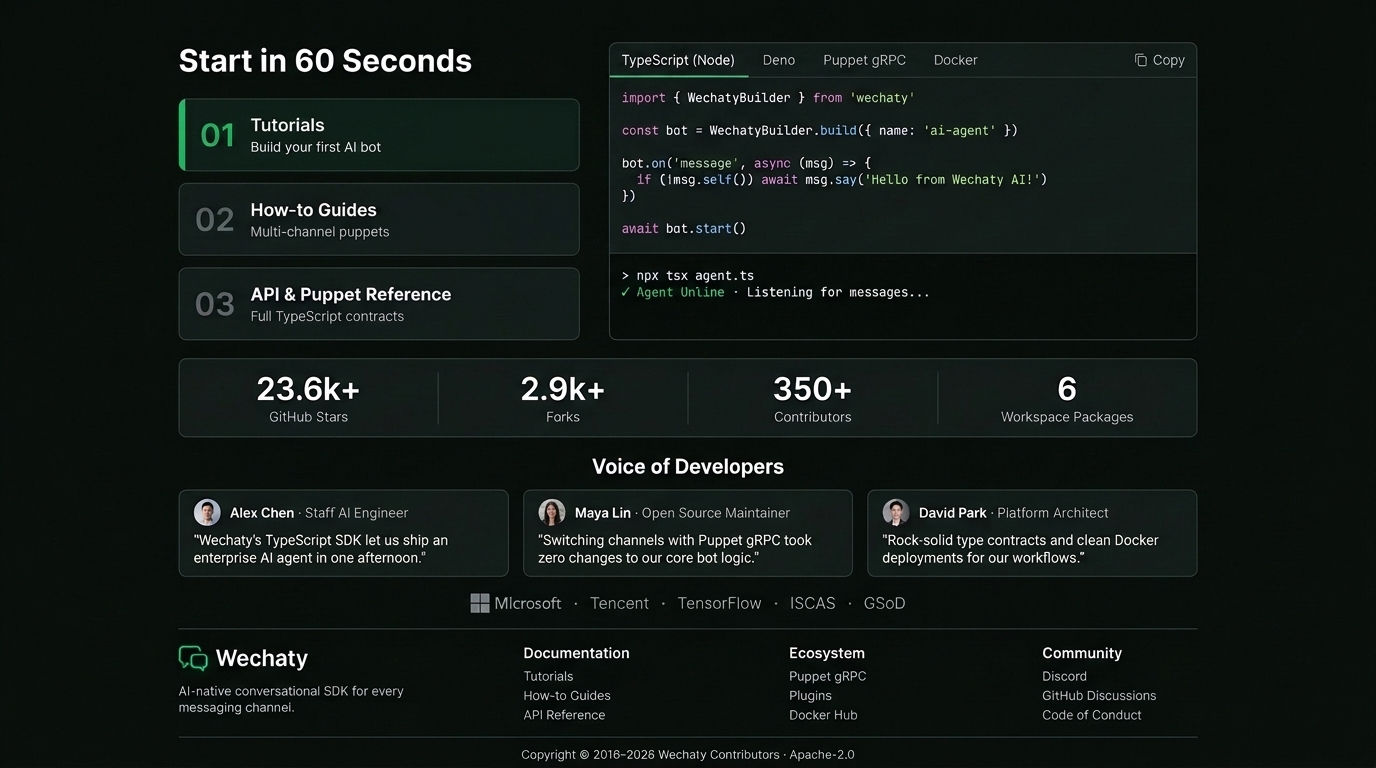 Start in 60 Seconds
01
Tutorials
Build your first AI bot
02
How-to Guides
Multi-channel puppets
03
API & Puppet Reference
Full TypeScript contracts
TypeScript (Node) Deno Puppet gRPC Docker Copy
import { WechatyBuilder } from 'wechaty'
const bot = WechatyBuilder.build({ name: 'ai-agent' })
bot.on('message', async (msg) => {
  if (!msg.self()) await msg.say('Hello from Wechaty AI!')
})
await bot.start()
> npx tsx agent.ts
✓ Agent Online · Listening for messages...
23.6k+
GitHub Stars
2.9k+
Forks
350+
Contributors
6
Workspace Packages
Voice of Developers
Alex Chen · Staff AI Engineer
"Wechaty's TypeScript SDK let us ship an
enterprise AI agent in one afternoon."
Maya Lin · Open Source Maintainer
"Switching channels with Puppet gRPC took
zero changes to our core bot logic."
David Park · Platform Architect
"Rock-solid type contracts and clean Docker
deployments for our workflows."
Microsoft · Tencent · TensorFlow · ISCAS · GSoD
Wechaty
AI-native conversational SDK for every
messaging channel.
Documentation
Tutorials
How-to Guides
API Reference
Ecosystem
Puppet gRPC
Plugins
Docker Hub
Community
Discord
GitHub Discussions
Code of Conduct
Copyright © 2016–2026 Wechaty Contributors · Apache-2.0